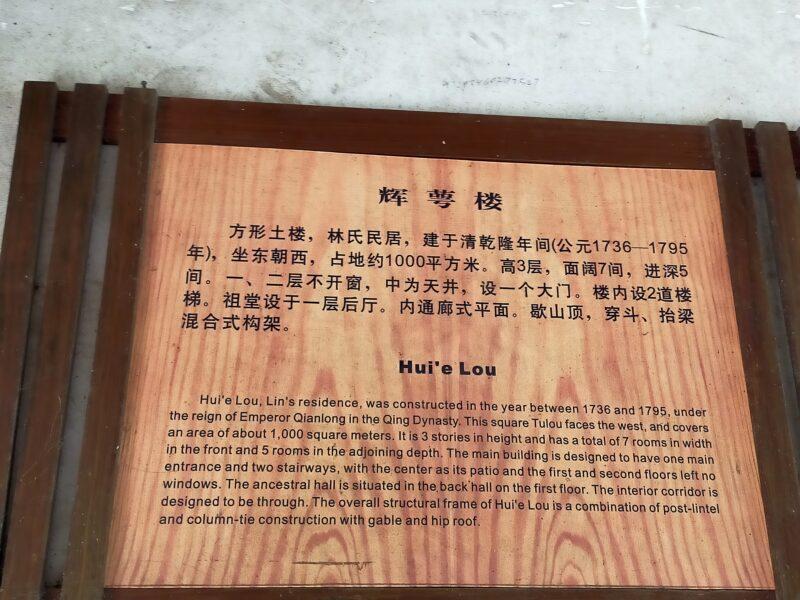 辉萼楼
方形土楼，林氏民居，建于清乾隆年间(公元1736—1795
年)，坐东朝西，占地约1000平方米。高3层，面阔7间，进深5
间。一、二层不开窗，中为天井，设一个大门。楼内设2道楼
梯。祖堂设于一层后厅。内通廊式平面。歇山顶，穿斗、抬梁
混合式构架。
Hui'e Lou
Hui'e Lou, Lin's residence, was constructed in the year between 1736 and 1795, under
the reign of Emperor Qianlong in the Qing Dynasty. This square Tulou faces the west, and covers
an area of about 1,000 square meters. It is 3 stories in height and has a total of 7 rooms in width
in the front and 5 rooms in the adjoining depth. The main building is designed to have one main
entrance and two stairways, with the center as its patio and the first and second floors left no
windows. The ancestral hall is situated in the back hall on the first floor. The interior corridor is
designed to be through. The overall structural frame of Hui'e Lou is a combination of post-lintel
and column-tie construction with gable and hip roof.